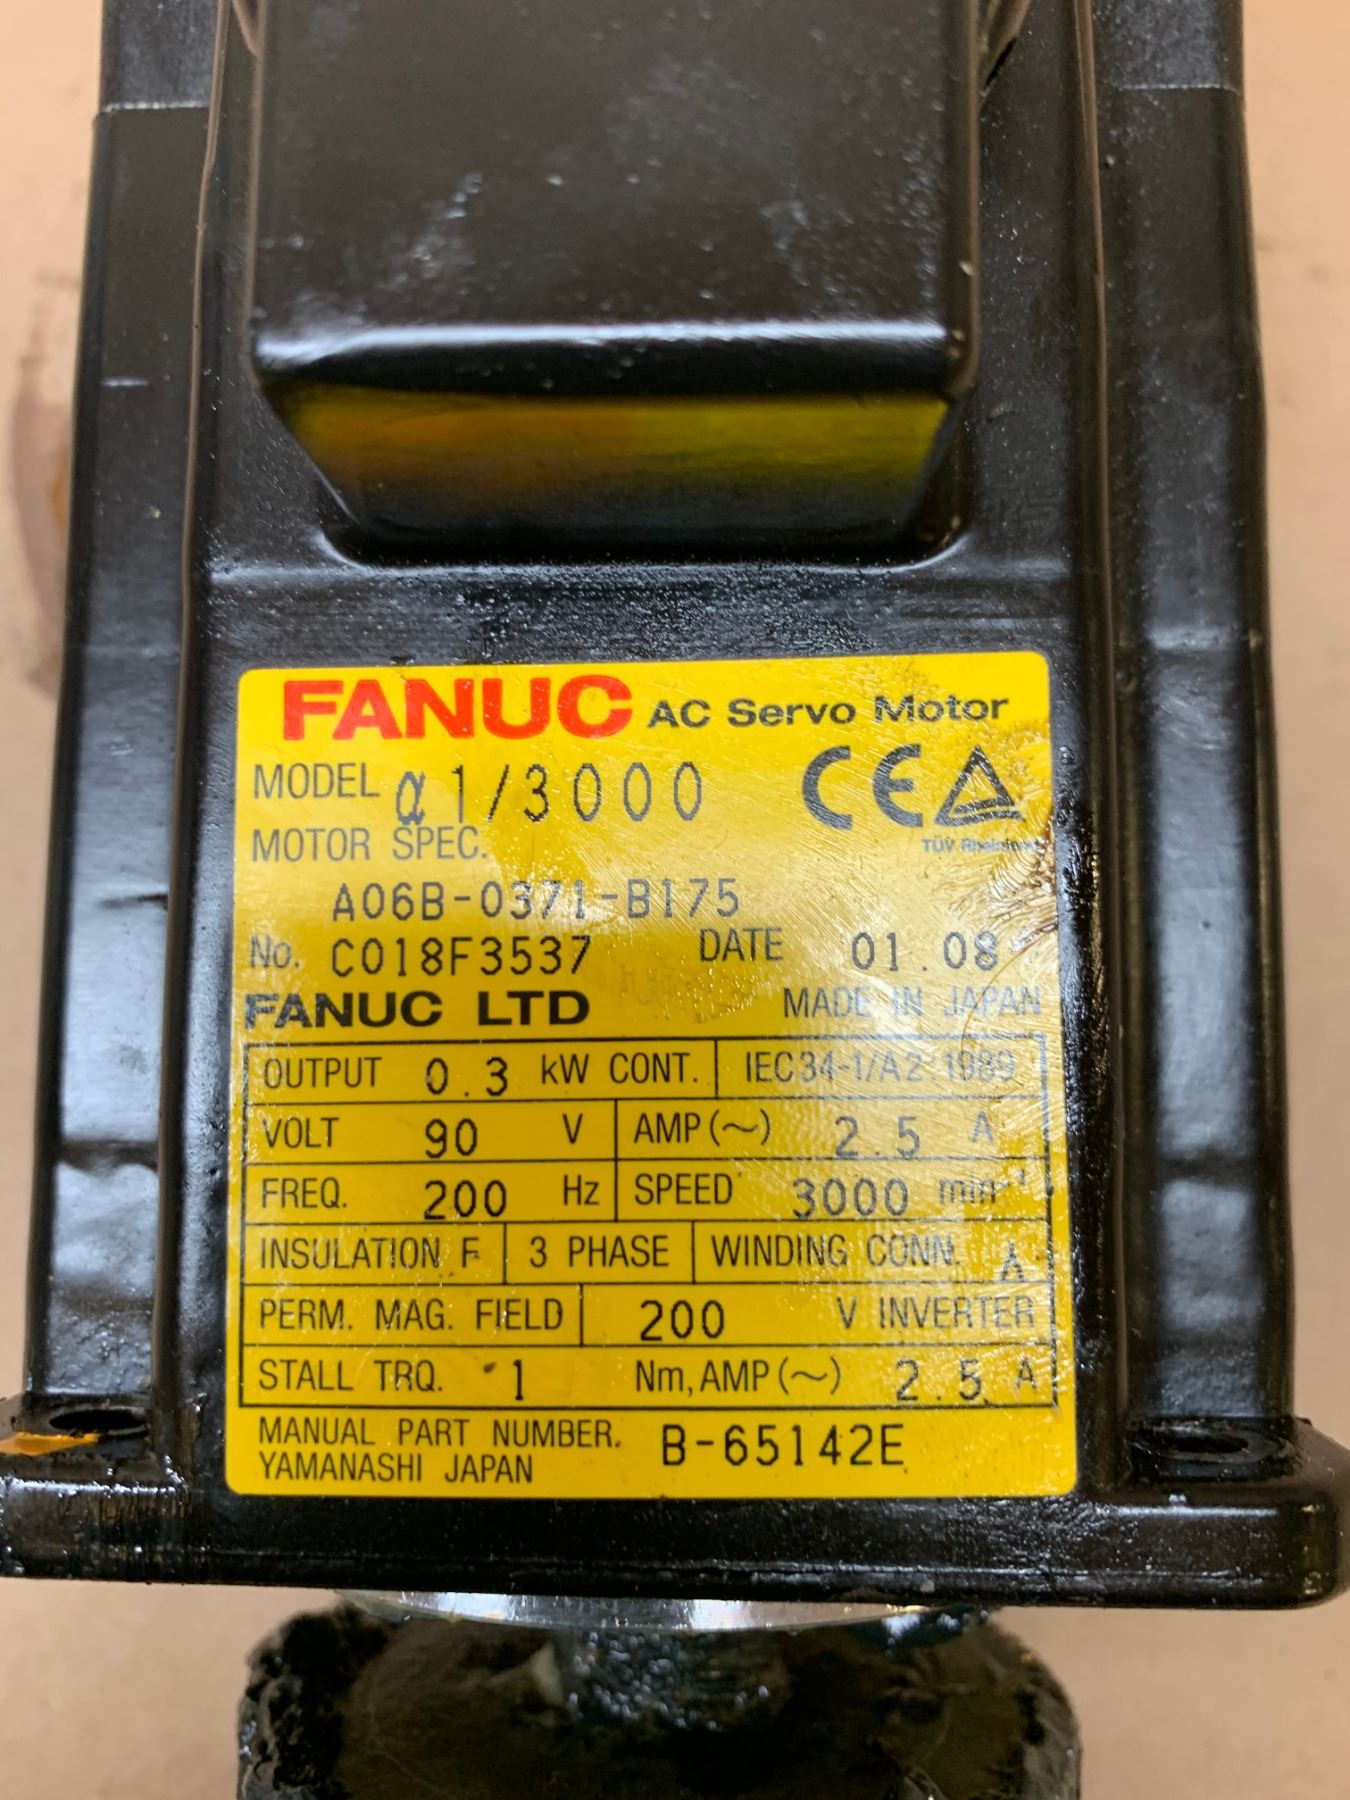 FANUC AC Servo Motor
MODEL α1/3000 CE
TÜV Rheinland
MOTOR SPEC.
A06B-0371-B175
No. C018F3537 DATE 01.08
FANUC LTD MADE IN JAPAN
OUTPUT 0.3 kW CONT. IEC34-1/A2.1989
VOLT 90 V AMP(~) 2.5 A
FREQ. 200 Hz SPEED 3000 min-1
INSULATION F 3 PHASE WINDING CONN. Y
PERM. MAG. FIELD 200 V INVERTER
STALL TRQ. 1 Nm, AMP(~) 2.5 A
MANUAL PART NUMBER. B-65142E
YAMANASHI JAPAN